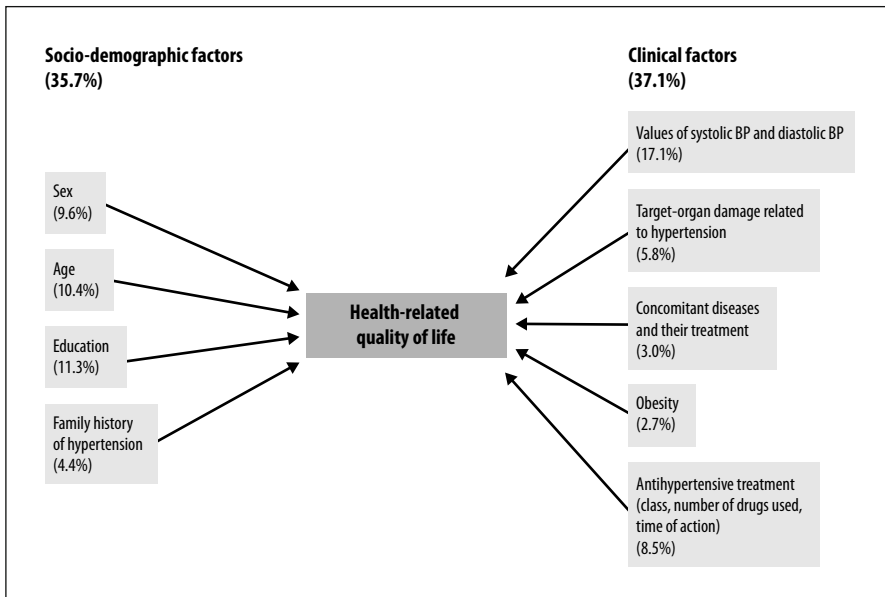 Socio-demographic factors
(35.7%)
Sex
(9.6%)
Age
(10.4%)
Education
(11.3%)
Family history
of hypertension
(4.4%)
Health-related
quality of life
Clinical factors
(37.1%)
Values of systolic BP and diastolic BP
(17.1%)
Target-organ damage related
to hypertension
(5.8%)
Concomitant diseases
and their treatment
(3.0%)
Obesity
(2.7%)
Antihypertensive treatment
(class, number of drugs used,
time of action)
(8.5%)